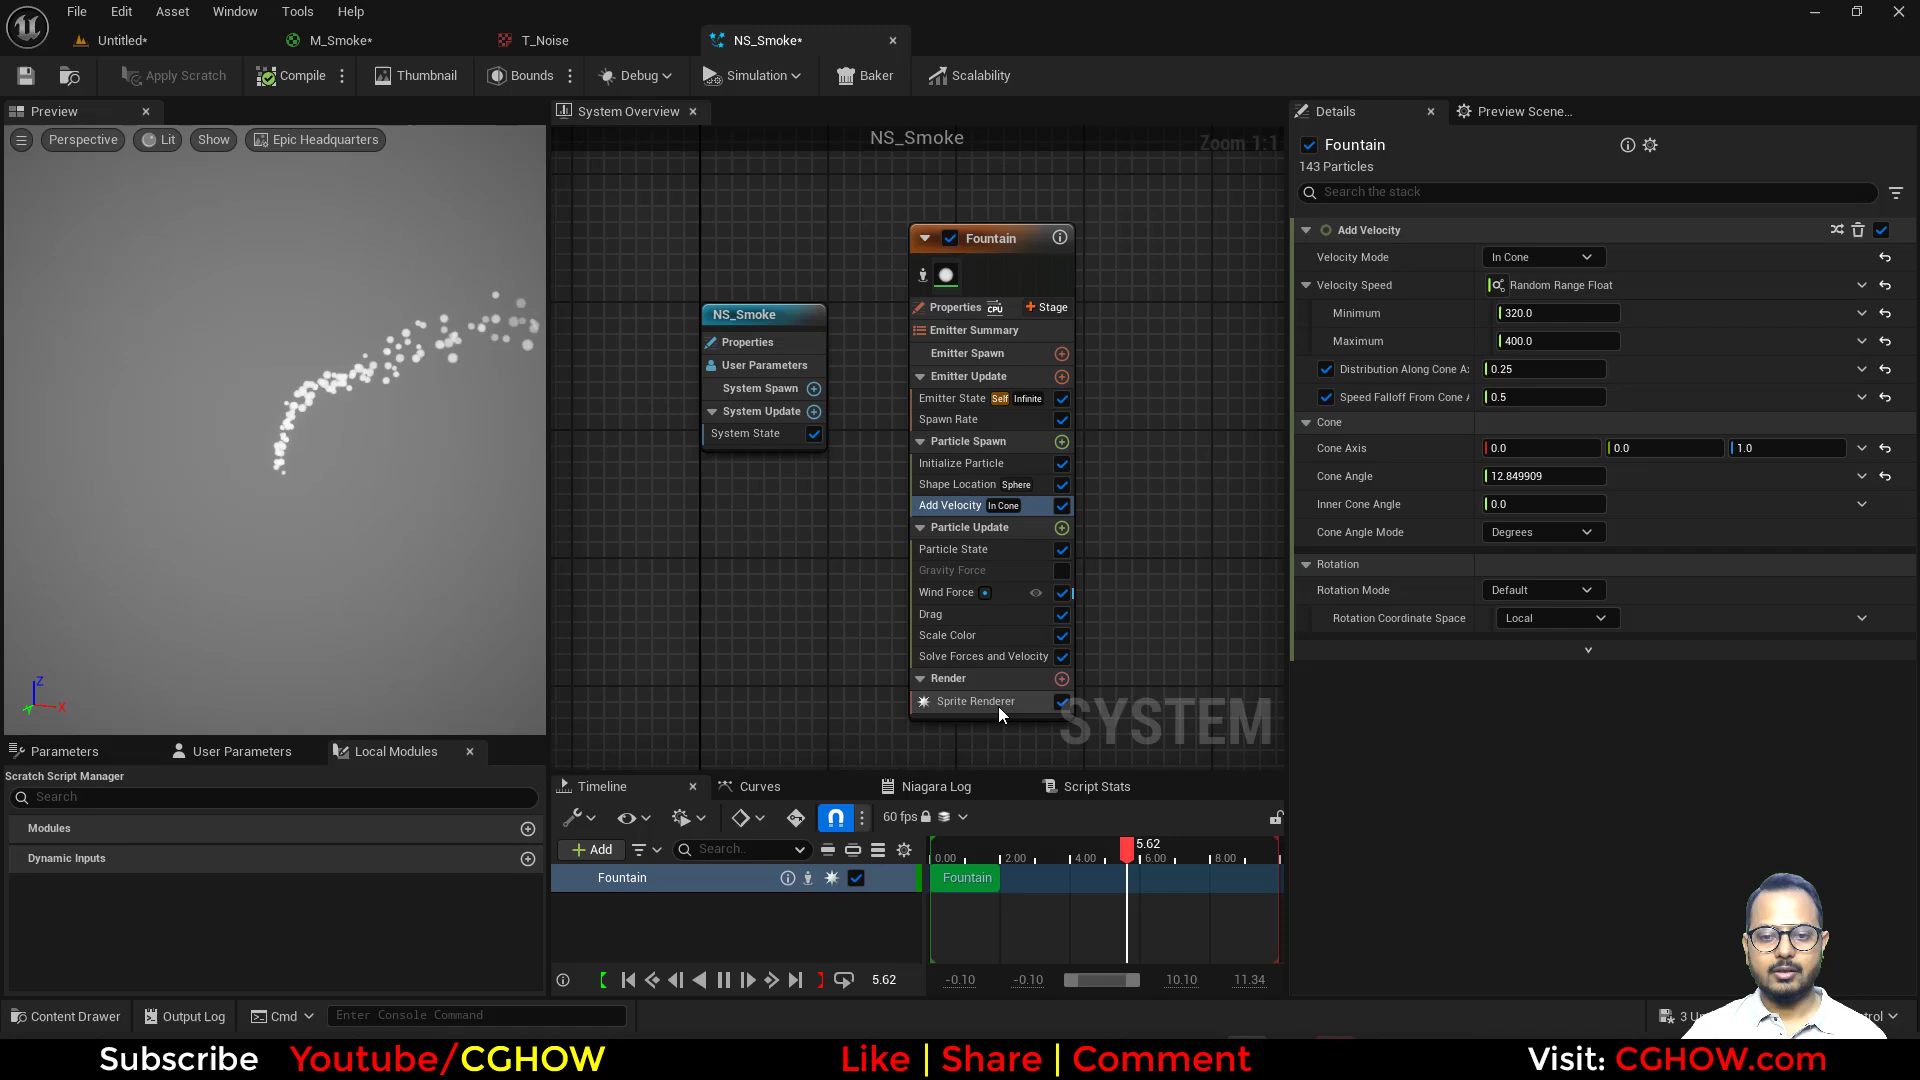 File Edit Asset Window Tools Help
Untitled* M_Smoke* T_Noise NS_Smoke*
Apply Scratch Compile Thumbnail Bounds Debug Simulation Baker Scalability
Preview System Overview Details Preview Scene...
Perspective Lit Show Epic Headquarters
NS_Smoke Zoom 1:1
Fountain
143 Particles
Search the stack
Add Velocity
Velocity Mode In Cone
Velocity Speed Random Range Float
Minimum 320.0
Maximum 400.0
Distribution Along Cone A 0.25
Speed Falloff From Cone 0.5
Cone
Cone Axis 0.0 0.0 1.0
Cone Angle 12.849909
Inner Cone Angle 0.0
Cone Angle Mode Degrees
Rotation
Rotation Mode Default
Rotation Coordinate Space Local
NS_Smoke
Properties
User Parameters
System Spawn
System Update
System State
Fountain
Properties CPU Stage
Emitter Summary
Emitter Spawn
Emitter Update
Emitter State Self Infinite
Spawn Rate
Particle Spawn
Initialize Particle
Shape Location Sphere
Add Velocity In Cone
Particle Update
Particle State
Gravity Force
Wind Force
Drag
Scale Color
Solve Forces and Velocity
Render
Sprite Renderer
SYSTEM
Z
X
Parameters User Parameters Local Modules
Scratch Script Manager
Search
Modules
Dynamic Inputs
Timeline Curves Niagara Log Script Stats
60 fps
Add Search..
5.62
0.00 2.00 4.00 6.00 8.00
Fountain Fountain
5.62 -0.10 -0.10 10.10 11.34
Content Drawer Output Log Cmd Enter Console Command
Subscribe Youtube/CGHOW Like | Share | Comment Visit: CGHOW.com